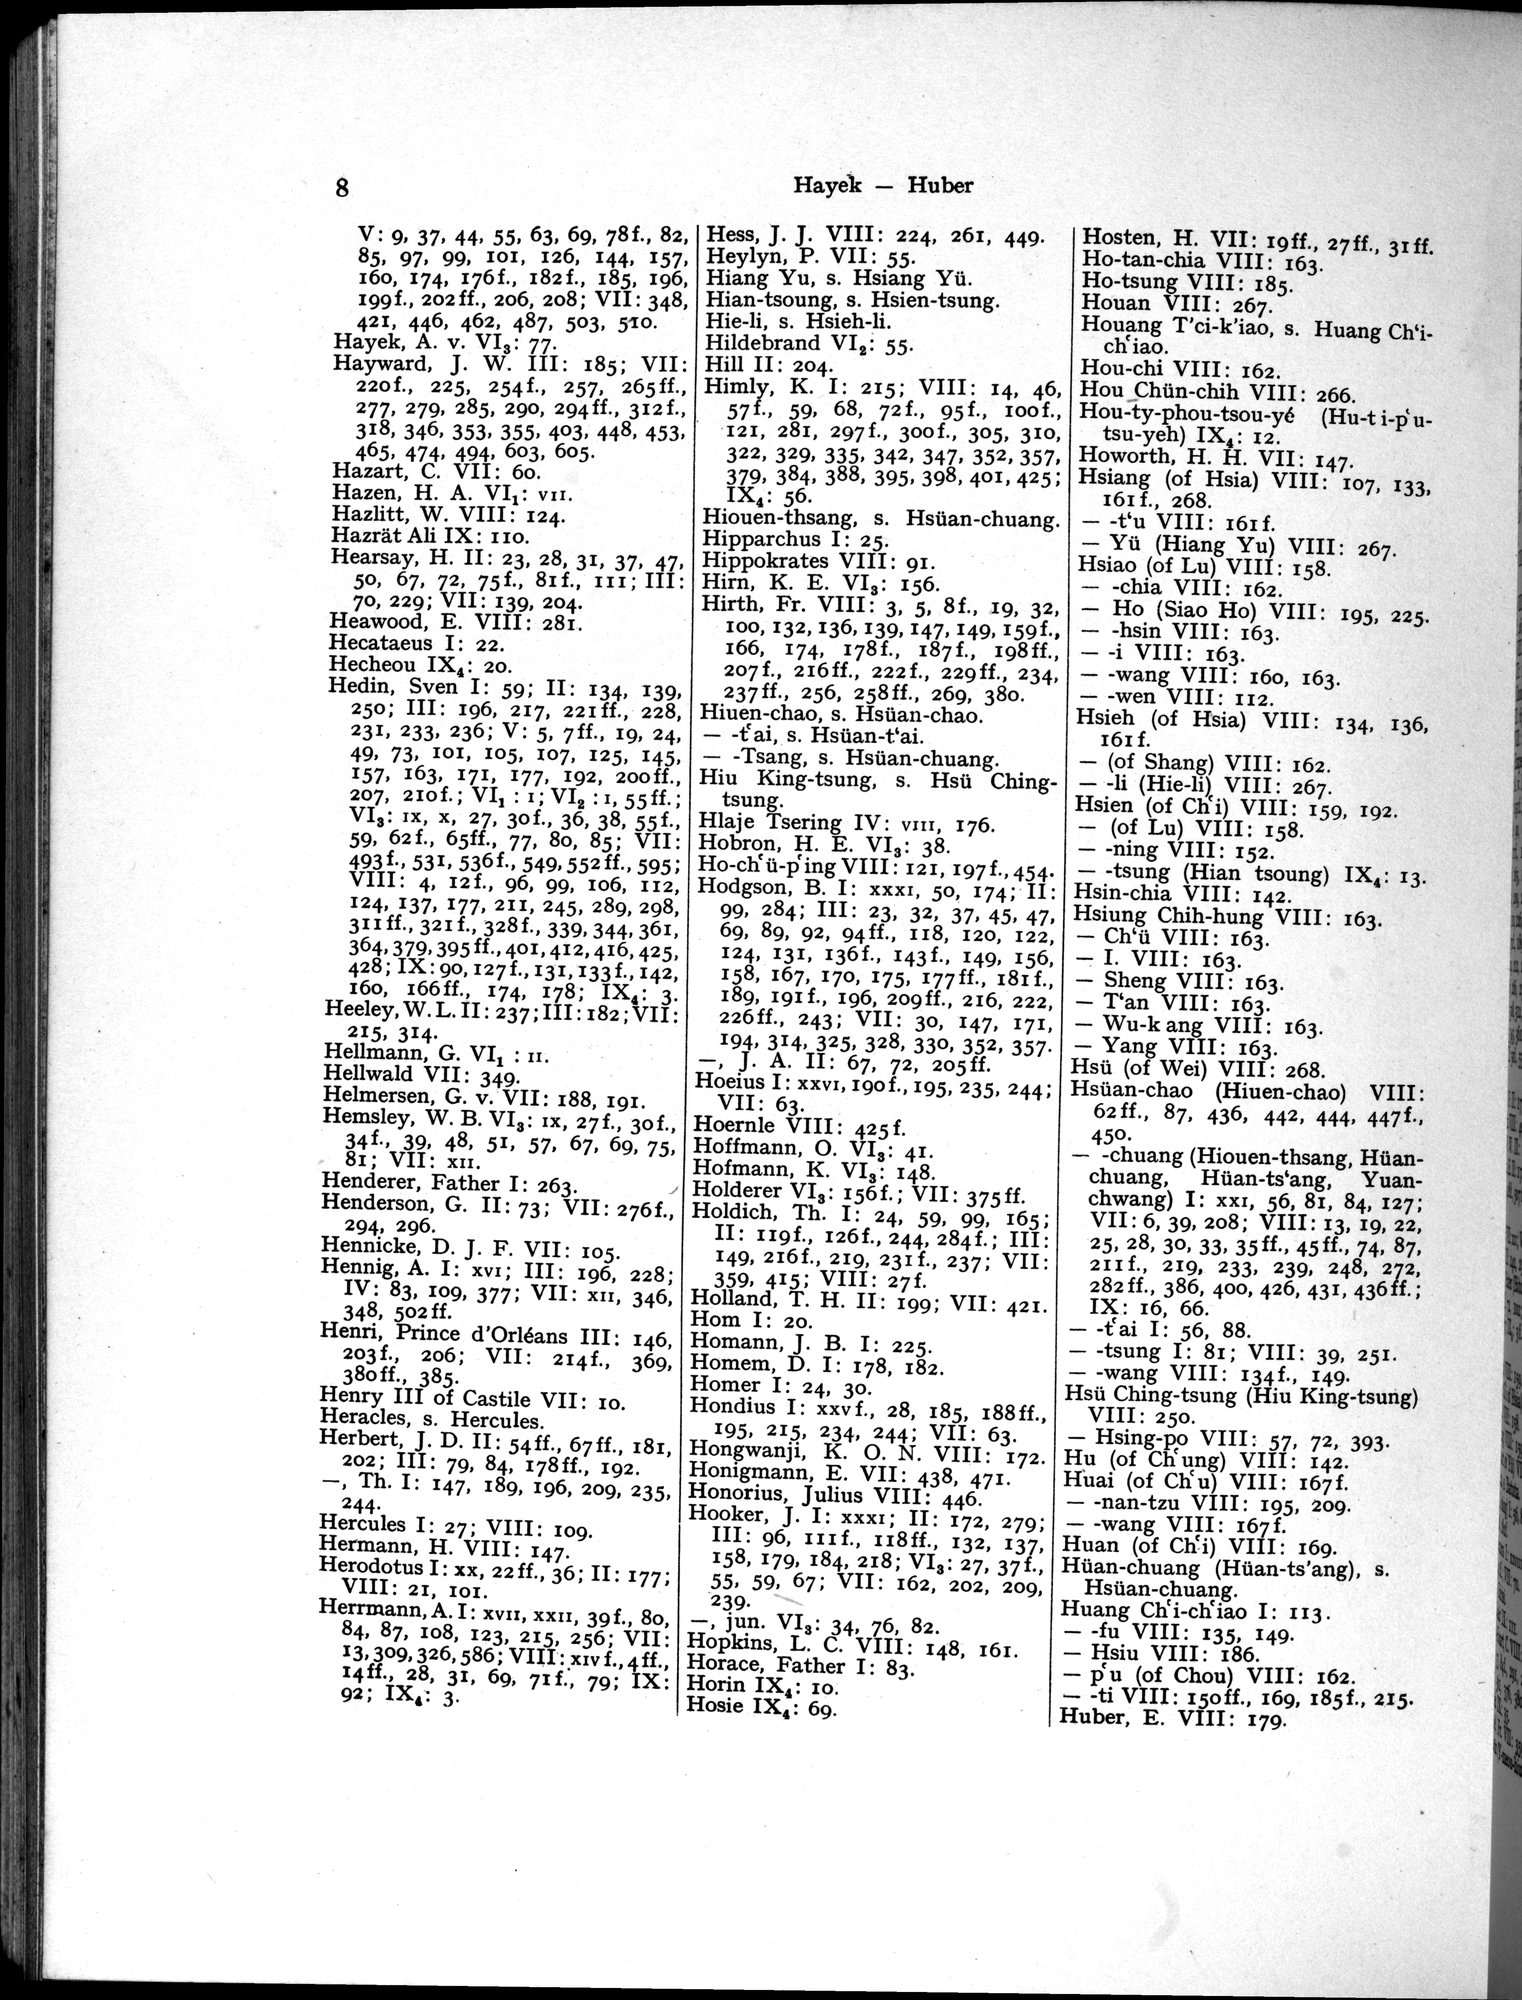 8
Hayek — Huber
V: 9, 37, 44, 55, 63, 69, 78f., 82,
85, 97, 99, 101, 126, 144, 157,
160, 174, 176f., 182f., 185, 196,
199f., 202ff., 206, 208; VII: 348,
421, 446, 462, 487, 503, 510.
Hayek, A. v. VI₃: 77.
Hayward, J. W. III: 185; VII:
220f., 225, 254f., 257, 265ff.,
277, 279, 285, 290, 294ff., 312f.,
318, 346, 353, 355, 403, 448, 453,
465, 474, 494, 603, 605.
Hazart, C. VII: 60.
Hazen, H. A. VI₁: VII.
Hazlitt, W. VIII: 124.
Hazrät Ali IX: 110.
Hearsay, H. II: 23, 28, 31, 37, 47,
50, 67, 72, 75f., 81f., 111; III:
70, 229; VII: 139, 204.
Heawood, E. VIII: 281.
Hecataeus I: 22.
Hecheou IX₄: 20.
Hedin, Sven I: 59; II: 134, 139,
250; III: 196, 217, 221ff., 228,
231, 233, 236; V: 5, 7ff., 19, 24,
49, 73, 101, 105, 107, 125, 145,
157, 163, 171, 177, 192, 200ff.,
207, 210f.; VI₁ : 1; VI₂ : 1, 55ff.;
VI₃: IX, X, 27, 30f., 36, 38, 55f.,
59, 62f., 65ff., 77, 80, 85; VII:
493f., 531, 536f., 549, 552ff., 595;
VIII: 4, 12f., 96, 99, 106, 112,
124, 137, 177, 211, 245, 289, 298,
311ff., 321f., 328f., 339, 344, 361,
364, 379, 395ff., 401, 412, 416, 425,
428; IX: 90, 127f., 131, 133f., 142,
160, 166ff., 174, 178; IX₄: 3.
Heeley, W. L. II: 237; III: 182; VII:
215, 314.
Hellmann, G. VI₁ : II.
Hellwald VII: 349.
Helmersen, G. v. VII: 188, 191.
Hemsley, W. B. VI₃: IX, 27f., 30f.,
34f., 39, 48, 51, 57, 67, 69, 75,
81; VII: XII.
Henderer, Father I: 263.
Henderson, G. II: 73; VII: 276f.,
294, 296.
Hennicke, D. J. F. VII: 105.
Hennig, A. I: XVI; III: 196, 228;
IV: 83, 109, 377; VII: XII, 346,
348, 502ff.
Henri, Prince d'Orléans III: 146,
203f., 206; VII: 214f., 369,
380ff., 385.
Henry III of Castile VII: 10.
Heracles, s. Hercules.
Herbert, J. D. II: 54ff., 67ff., 181,
202; III: 79, 84, 178ff., 192.
—, Th. I: 147, 189, 196, 209, 235,
244.
Hercules I: 27; VIII: 109.
Hermann, H. VIII: 147.
Herodotus I: XX, 22ff., 36; II: 177;
VIII: 21, 101.
Herrmann, A. I: XVII, XXII, 39f., 80,
84, 87, 108, 123, 215, 256; VII:
13, 309, 326, 586; VIII: XIVf., 4ff.,
14ff., 28, 31, 69, 71f., 79; IX:
92; IX₄: 3.
Hess, J. J. VIII: 224, 261, 449.
Heylyn, P. VII: 55.
Hiang Yu, s. Hsiang Yü.
Hian-tsoung, s. Hsien-tsung.
Hie-li, s. Hsieh-li.
Hildebrand VI₂: 55.
Hill II: 204.
Himly, K. I: 215; VIII: 14, 46,
57f., 59, 68, 72f., 95f., 100f.,
121, 281, 297f., 300f., 305, 310,
322, 329, 335, 342, 347, 352, 357,
379, 384, 388, 395, 398, 401, 425;
IX₄: 56.
Hiouen-thsang, s. Hsüan-chuang.
Hipparchus I: 25.
Hippokrates VIII: 91.
Hirn, K. E. VI₃: 156.
Hirth, Fr. VIII: 3, 5, 8f., 19, 32,
100, 132, 136, 139, 147, 149, 159f.,
166, 174, 178f., 187f., 198ff.,
207f., 216ff., 222f., 229ff., 234,
237ff., 256, 258ff., 269, 380.
Hiuen-chao, s. Hsüan-chao.
— -t‘ai, s. Hsüan-t‘ai.
— -Tsang, s. Hsüan-chuang.
Hiu King-tsung, s. Hsü Ching-
tsung.
Hlaje Tsering IV: VIII, 176.
Hobron, H. E. VI₃: 38.
Ho-ch‘ü-p‘ing VIII: 121, 197f., 454.
Hodgson, B. I: XXXI, 50, 174; II:
99, 284; III: 23, 32, 37, 45, 47,
69, 89, 92, 94ff., 118, 120, 122,
124, 131, 136f., 143f., 149, 156,
158, 167, 170, 175, 177ff., 181f.,
189, 191f., 196, 209ff., 216, 222,
226ff., 243; VII: 30, 147, 171,
194, 314, 325, 328, 330, 352, 357.
—, J. A. II: 67, 72, 205ff.
Hoeius I: XXVI, 190f., 195, 235, 244;
VII: 63.
Hoernle VIII: 425f.
Hoffmann, O. VI₃: 41.
Hofmann, K. VI₃: 148.
Holderer VI₃: 156f.; VII: 375ff.
Holdich, Th. I: 24, 59, 99, 165;
II: 119f., 126f., 244, 284f.; III:
149, 216f., 219, 231f., 237; VII:
359, 415; VIII: 27f.
Holland, T. H. II: 199; VII: 421.
Hom I: 20.
Homann, J. B. I: 225.
Homem, D. I: 178, 182.
Homer I: 24, 30.
Hondius I: XXVf., 28, 185, 188ff.,
195, 215, 234, 244; VII: 63.
Hongwanji, K. O. N. VIII: 172.
Honigmann, E. VII: 438, 471.
Honorius, Julius VIII: 446.
Hooker, J. I: XXXI; II: 172, 279;
III: 96, 111f., 118ff., 132, 137,
158, 179, 184, 218; VI₃: 27, 37f.,
55, 59, 67; VII: 162, 202, 209,
239.
—, jun. VI₃: 34, 76, 82.
Hopkins, L. C. VIII: 148, 161.
Horace, Father I: 83.
Horin IX₄: 10.
Hosie IX₄: 69.
Hosten, H. VII: 19ff., 27ff., 31ff.
Ho-tan-chia VIII: 163.
Ho-tsung VIII: 185.
Houan VIII: 267.
Houang T'ci-k'iao, s. Huang Ch‘i-
ch‘iao.
Hou-chi VIII: 162.
Hou Chün-chih VIII: 266.
Hou-ty-phou-tsou-yé (Hu-t i-p‘u-
tsu-yeh) IX₄: 12.
Howorth, H. H. VII: 147.
Hsiang (of Hsia) VIII: 107, 133,
161f., 268.
— -t‘u VIII: 161f.
— Yü (Hiang Yu) VIII: 267.
Hsiao (of Lu) VIII: 158.
— -chia VIII: 162.
— Ho (Siao Ho) VIII: 195, 225.
— -hsin VIII: 163.
— -i VIII: 163.
— -wang VIII: 160, 163.
— -wen VIII: 112.
Hsieh (of Hsia) VIII: 134, 136,
161f.
— (of Shang) VIII: 162.
— -li (Hie-li) VIII: 267.
Hsien (of Ch‘i) VIII: 159, 192.
— (of Lu) VIII: 158.
— -ning VIII: 152.
— -tsung (Hian tsoung) IX₄: 13.
Hsin-chia VIII: 142.
Hsiung Chih-hung VIII: 163.
— Ch‘ü VIII: 163.
— I. VIII: 163.
— Sheng VIII: 163.
— T‘an VIII: 163.
— Wu-k ang VIII: 163.
— Yang VIII: 163.
Hsü (of Wei) VIII: 268.
Hsüan-chao (Hiuen-chao) VIII:
62ff., 87, 436, 442, 444, 447f.,
450.
— -chuang (Hiouen-thsang, Hüan-
chuang, Hüan-ts‘ang, Yuan-
chwang) I: XXI, 56, 81, 84, 127;
VII: 6, 39, 208; VIII: 13, 19, 22,
25, 28, 30, 33, 35ff., 45ff., 74, 87,
211f., 219, 233, 239, 248, 272,
282ff., 386, 400, 426, 431, 436ff.;
IX: 16, 66.
— -t‘ai I: 56, 88.
— -tsung I: 81; VIII: 39, 251.
— -wang VIII: 134f., 149.
Hsü Ching-tsung (Hiu King-tsung)
VIII: 250.
— Hsing-po VIII: 57, 72, 393.
Hu (of Ch‘ung) VIII: 142.
Huai (of Ch‘u) VIII: 167f.
— -nan-tzu VIII: 195, 209.
— -wang VIII: 167f.
Huan (of Ch‘i) VIII: 169.
Hüan-chuang (Hüan-ts'ang), s.
Hsüan-chuang.
Huang Ch‘i-ch‘iao I: 113.
— -fu VIII: 135, 149.
— Hsiu VIII: 186.
— p‘u (of Chou) VIII: 162.
— -ti VIII: 150ff., 169, 185f., 215.
Huber, E. VIII: 179.